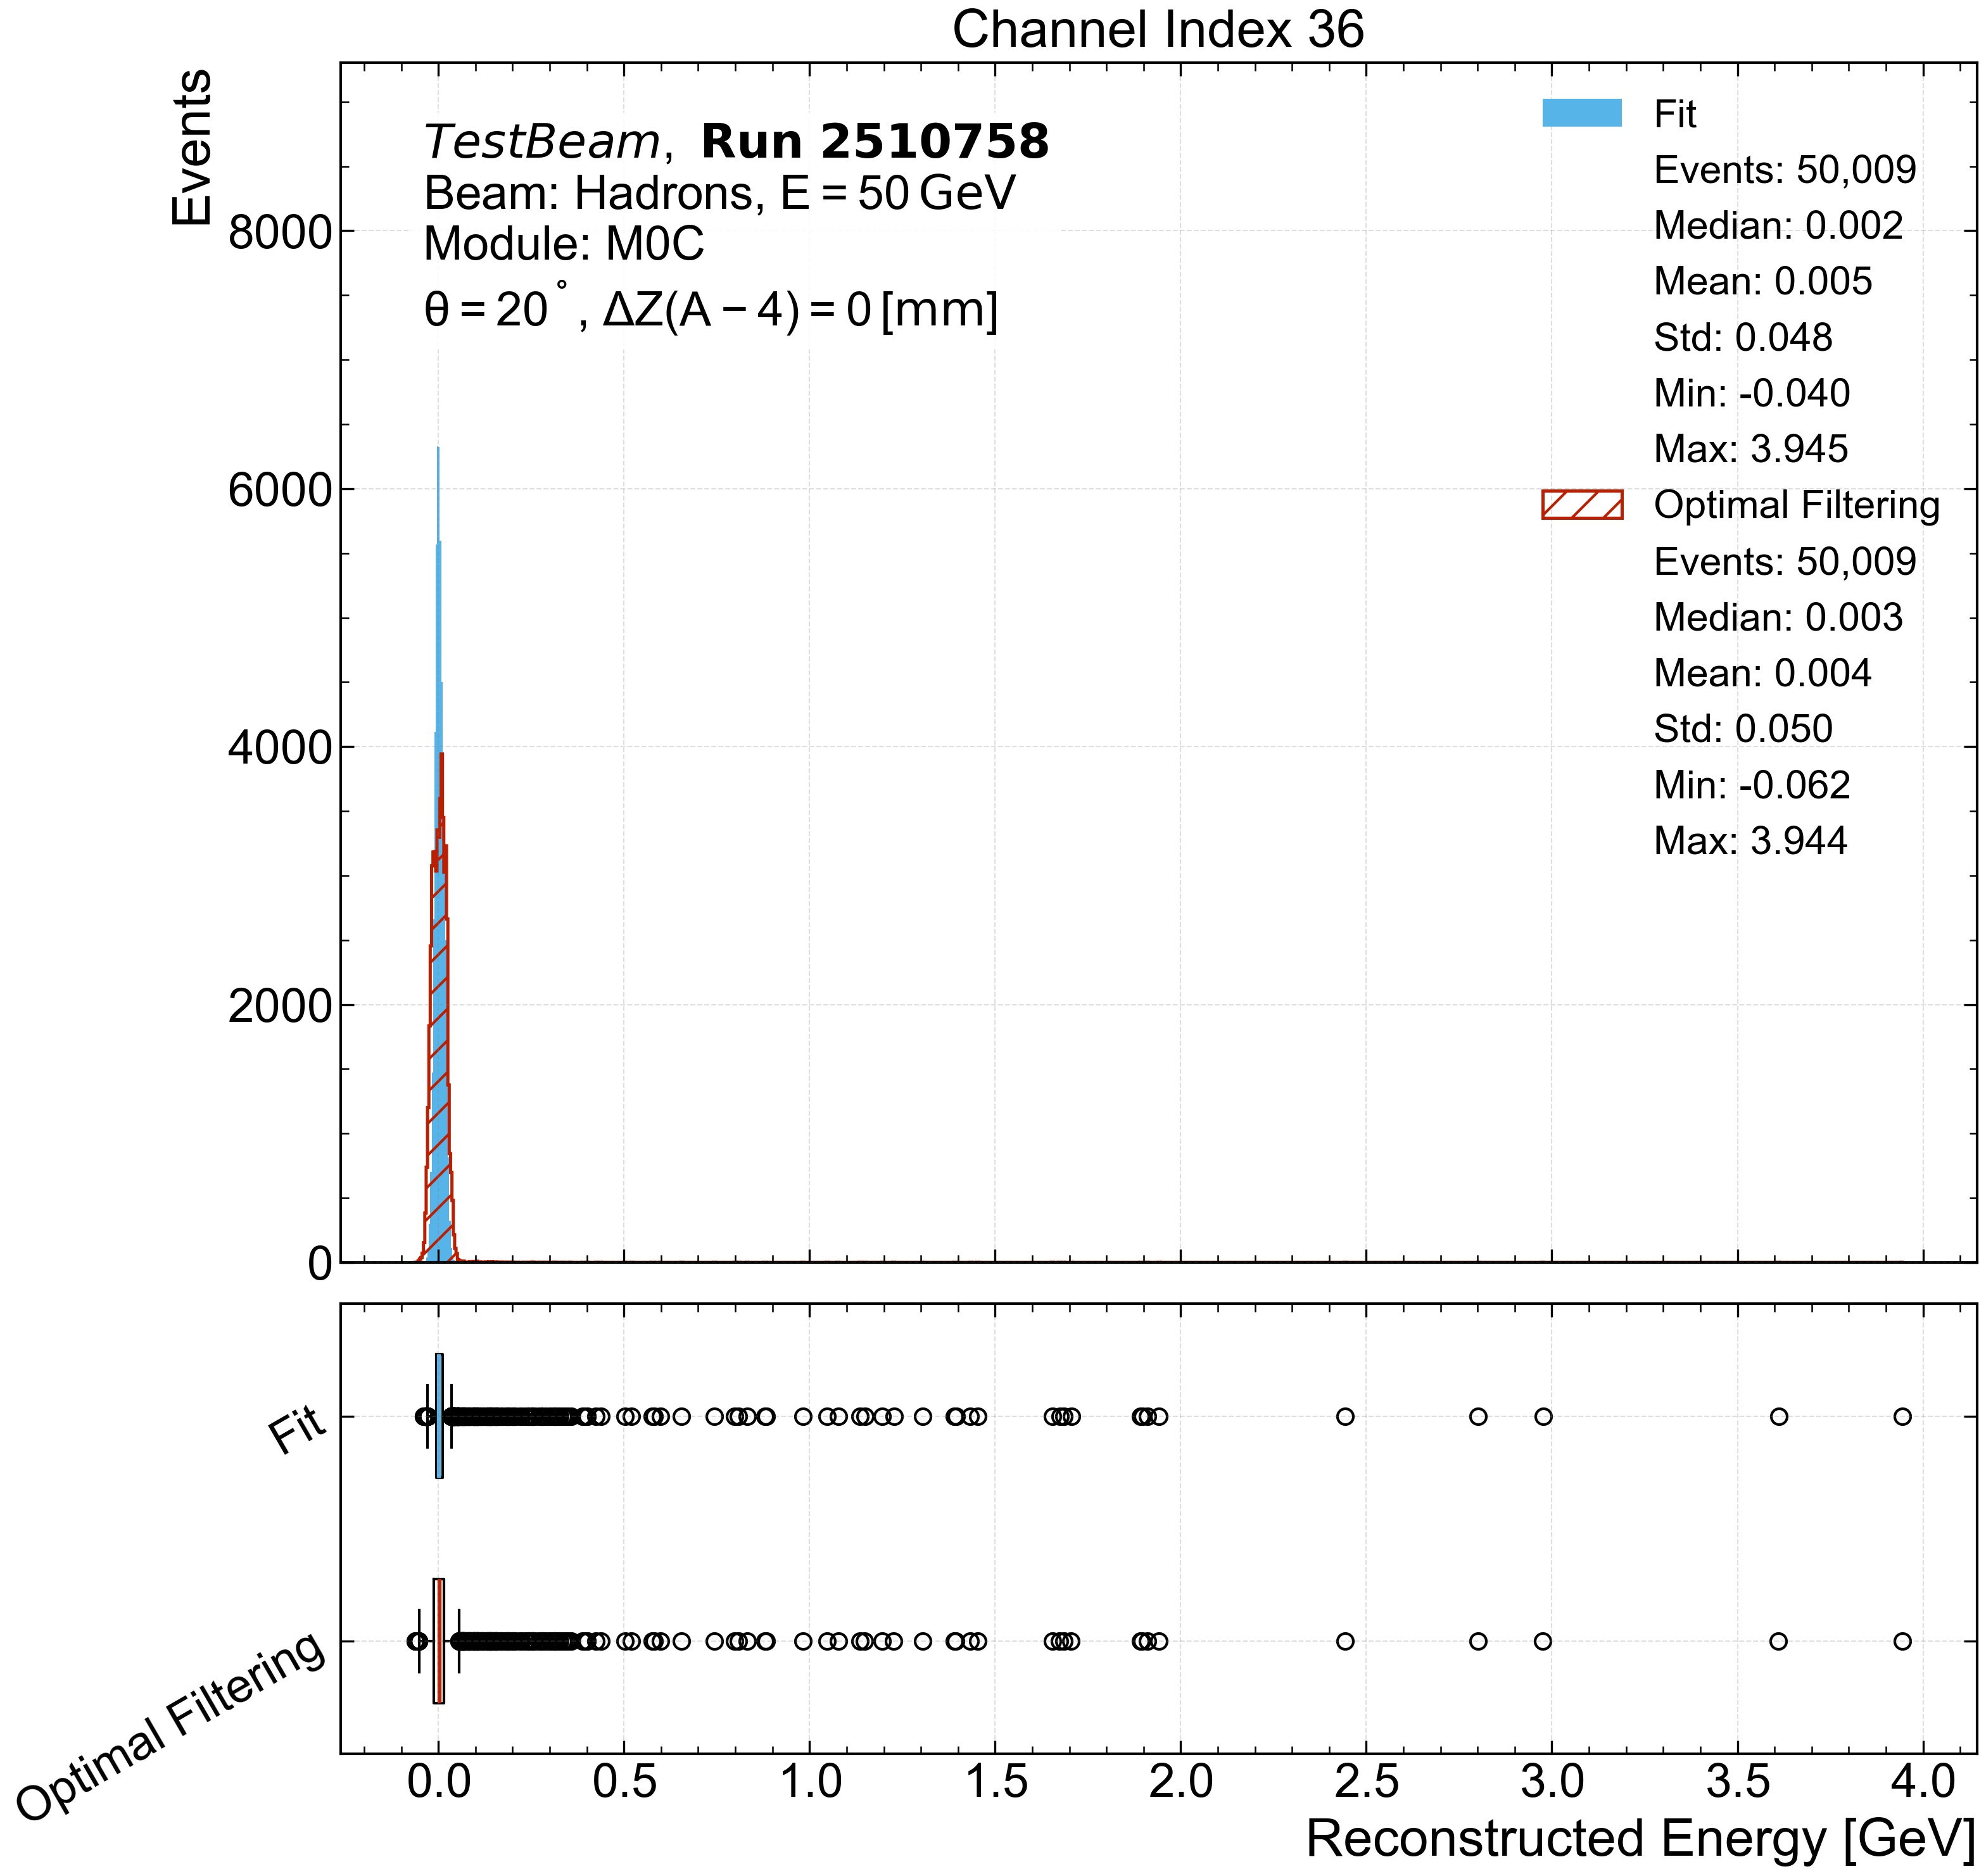 Channel Index 36
Events
TestBeam, Run 2510758
Beam: Hadrons, E = 50 GeV
Module: M0C
θ = 20°, ΔZ(A − 4) = 0 [mm]
Fit
Events: 50,009
Median: 0.002
Mean: 0.005
Std: 0.048
Min: -0.040
Max: 3.945
Optimal Filtering
Events: 50,009
Median: 0.003
Mean: 0.004
Std: 0.050
Min: -0.062
Max: 3.944
8000
6000
4000
2000
0
Fit
Optimal Filtering
0.0 0.5 1.0 1.5 2.0 2.5 3.0 3.5 4.0
Reconstructed Energy [GeV]